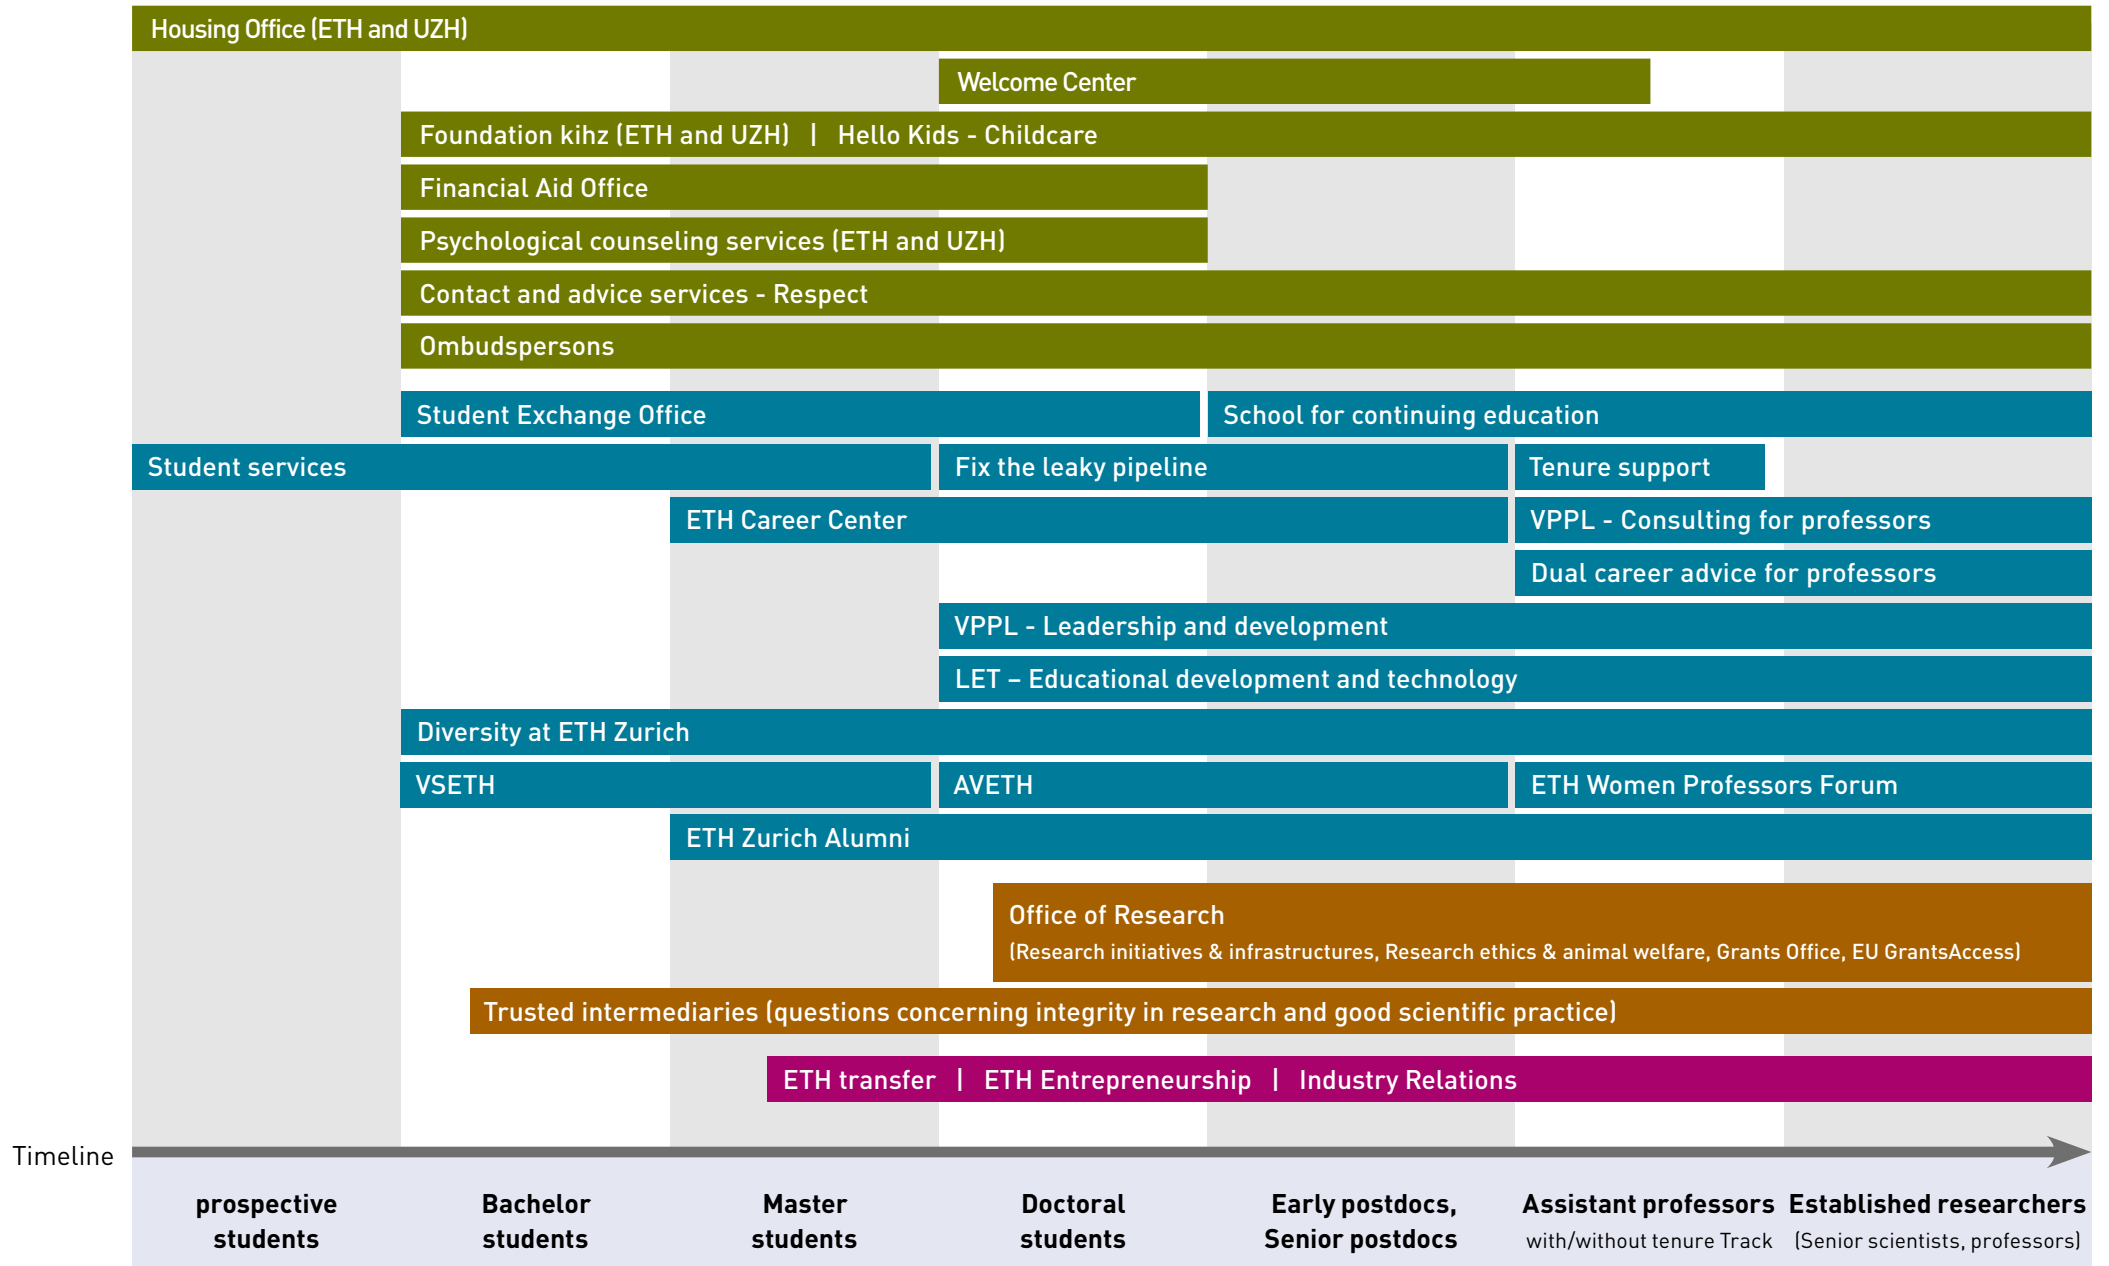 Housing Office (ETH and UZH)
Welcome Center
Foundation kihz (ETH and UZH) | Hello Kids - Childcare
Financial Aid Office
Psychological counseling services (ETH and UZH)
Contact and advice services - Respect
Ombudspersons
Student Exchange Office
School for continuing education
Student services
Fix the leaky pipeline
Tenure support
ETH Career Center
VPPL - Consulting for professors
Dual career advice for professors
VPPL - Leadership and development
LET – Educational development and technology
Diversity at ETH Zurich
VSETH
AVETH
ETH Women Professors Forum
ETH Zurich Alumni
Office of Research
(Research initiatives & infrastructures, Research ethics & animal welfare, Grants Office, EU GrantsAccess)
Trusted intermediaries (questions concerning integrity in research and good scientific practice)
ETH transfer | ETH Entrepreneurship | Industry Relations
Timeline
prospective
students
Bachelor
students
Master
students
Doctoral
students
Early postdocs,
Senior postdocs
Assistant professors
with/without tenure Track
Established researchers
(Senior scientists, professors)